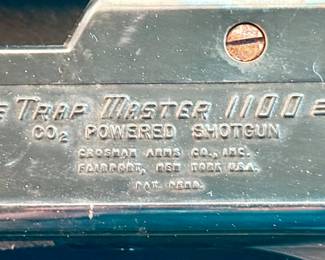 TRAP MASTER 1100
CO₂ POWERED SHOTGUN
CROSMAN ARMS CO., INC.
FAIRPORT, NEW YORK U.S.A.
PAT. PEND.